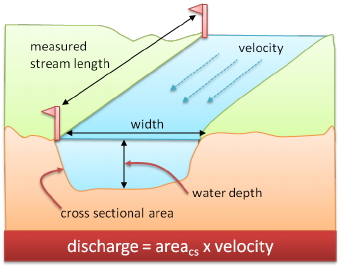 measured
stream length
velocity
width
water depth
cross sectional area
discharge = area_cs x velocity